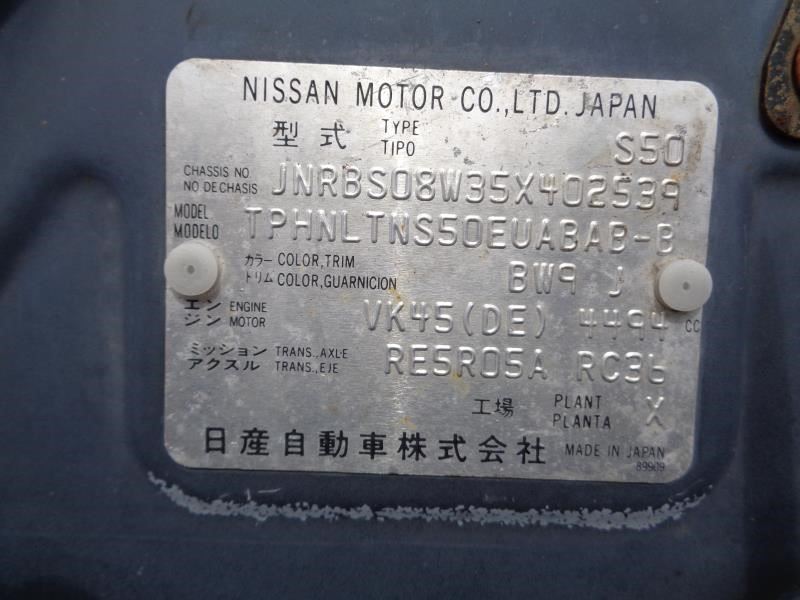 NISSAN MOTOR CO.,LTD. JAPAN
型式 TYPE TIPO S50
CHASSIS NO. NO DE CHASIS JNRBS08W35X402539
MODEL MODELO TPHNLTNS50EUABAB-B
カラー COLOR,TRIM
トリム COLOR,GUARNICION BW9 J
エンジン ENGINE MOTOR VK45(DE) 4494 CC
ミッション TRANS.,AXLE
アクスル TRANS.,EJE RE5R05A RC36
工場 PLANT PLANTA X
日産自動車株式会社 MADE IN JAPAN
89909